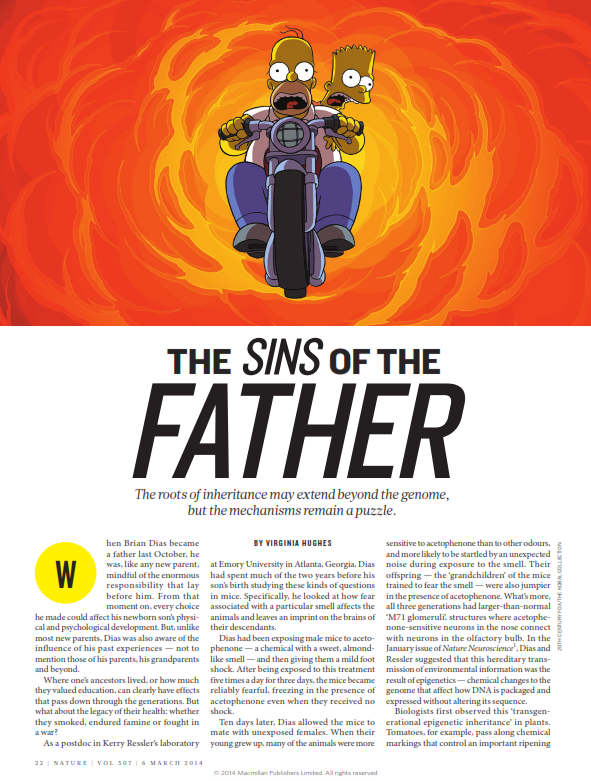 THE SINS OF THE
FATHER
The roots of inheritance may extend beyond the genome,
but the mechanisms remain a puzzle.
BY VIRGINIA HUGHES
When Brian Dias became
a father last October, he
was, like any new parent,
mindful of the enormous
responsibility that lay
before him. From that
moment on, every choice
he made could affect his newborn son's physi-
cal and psychological development. But, unlike
most new parents, Dias was also aware of the
influence of his past experiences — not to
mention those of his parents, his grandparents
and beyond.
Where one's ancestors lived, or how much
they valued education, can clearly have effects
that pass down through the generations. But
what about the legacy of their health: whether
they smoked, endured famine or fought in
a war?
As a postdoc in Kerry Ressler's laboratory
at Emory University in Atlanta, Georgia, Dias
had spent much of the two years before his
son's birth studying these kinds of questions
in mice. Specifically, he looked at how fear
associated with a particular smell affects the
animals and leaves an imprint on the brains of
their descendants.
Dias had been exposing male mice to aceto-
phenone — a chemical with a sweet, almond-
like smell — and then giving them a mild foot
shock. After being exposed to this treatment
five times a day for three days, the mice became
reliably fearful, freezing in the presence of
acetophenone even when they received no
shock.
Ten days later, Dias allowed the mice to
mate with unexposed females. When their
young grew up, many of the animals were more
sensitive to acetophenone than to other odours,
and more likely to be startled by an unexpected
noise during exposure to the smell. Their
offspring — the 'grandchildren' of the mice
trained to fear the smell — were also jumpier
in the presence of acetophenone. What's more,
all three generations had larger-than-normal
'M71 glomeruli', structures where acetophe-
none-sensitive neurons in the nose connect
with neurons in the olfactory bulb. In the
January issue of Nature Neuroscience1, Dias and
Ressler suggested that this hereditary trans-
mission of environmental information was the
result of epigenetics — chemical changes to the
genome that affect how DNA is packaged and
expressed without altering its sequence.
Biologists first observed this 'transgen-
erational epigenetic inheritance' in plants.
Tomatoes, for example, pass along chemical
markings that control an important ripening
20TH CENTURY FOX/THE KOBAL COLLECTION
22 | NATURE | VOL 507 | 6 MARCH 2014
© 2014 Macmillan Publishers Limited. All rights reserved